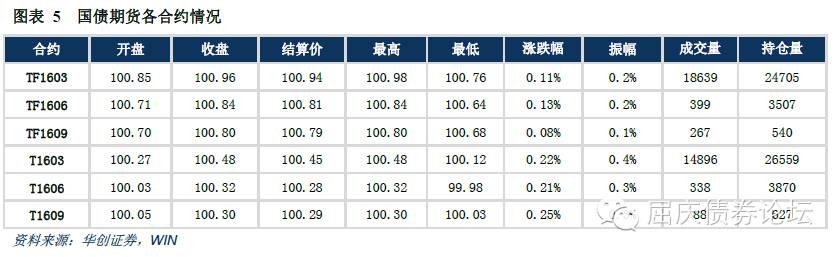 图表 5 国债期货各合约情况
合约 开盘 收盘 结算价 最高 最低 涨跌幅 振幅 成交量 持仓量
TF1603 100.85 100.96 100.94 100.98 100.76 0.11% 0.2% 18639 24705
TF1606 100.71 100.84 100.81 100.84 100.64 0.13% 0.2% 399 3507
TF1609 100.70 100.80 100.79 100.80 100.68 0.08% 0.1% 267 540
T1603 100.27 100.48 100.45 100.48 100.12 0.22% 0.4% 14896 26559
T1606 100.03 100.32 100.28 100.32 99.98 0.21% 0.3% 338 3870
T1609 100.05 100.30 100.29 100.30 100.03 0.25% 88 627
屈庆债券论坛
资料来源：华创证券，WIN